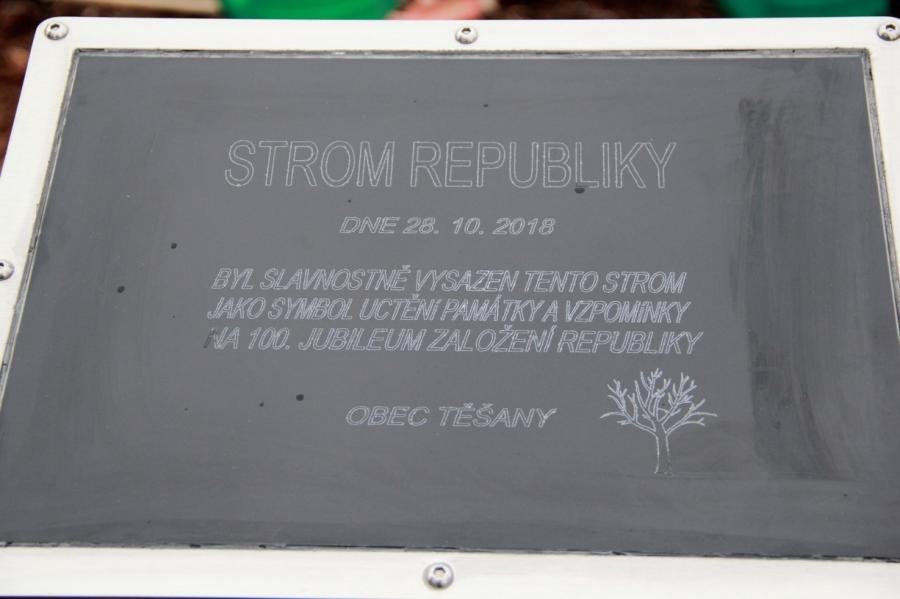 STROM REPUBLIKY
DNE 28. 10. 2018
BYL SLAVNOSTNĚ VYSAZEN TENTO STROM
JAKO SYMBOL UCTĚNÍ PAMÁTKY A VZPOMÍNKY
NA 100. JUBILEUM ZALOŽENÍ REPUBLIKY
OBEC TĚŠANY